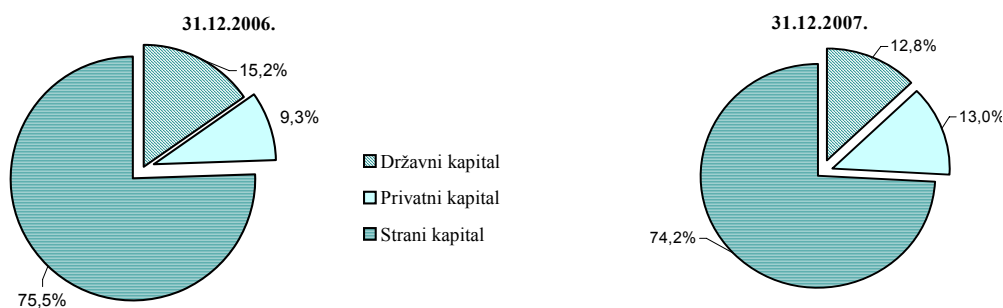 31.12.2006.
15,2%
9,3%
75,5%
Državni kapital
Privatni kapital
Strani kapital
31.12.2007.
12,8%
13,0%
74,2%